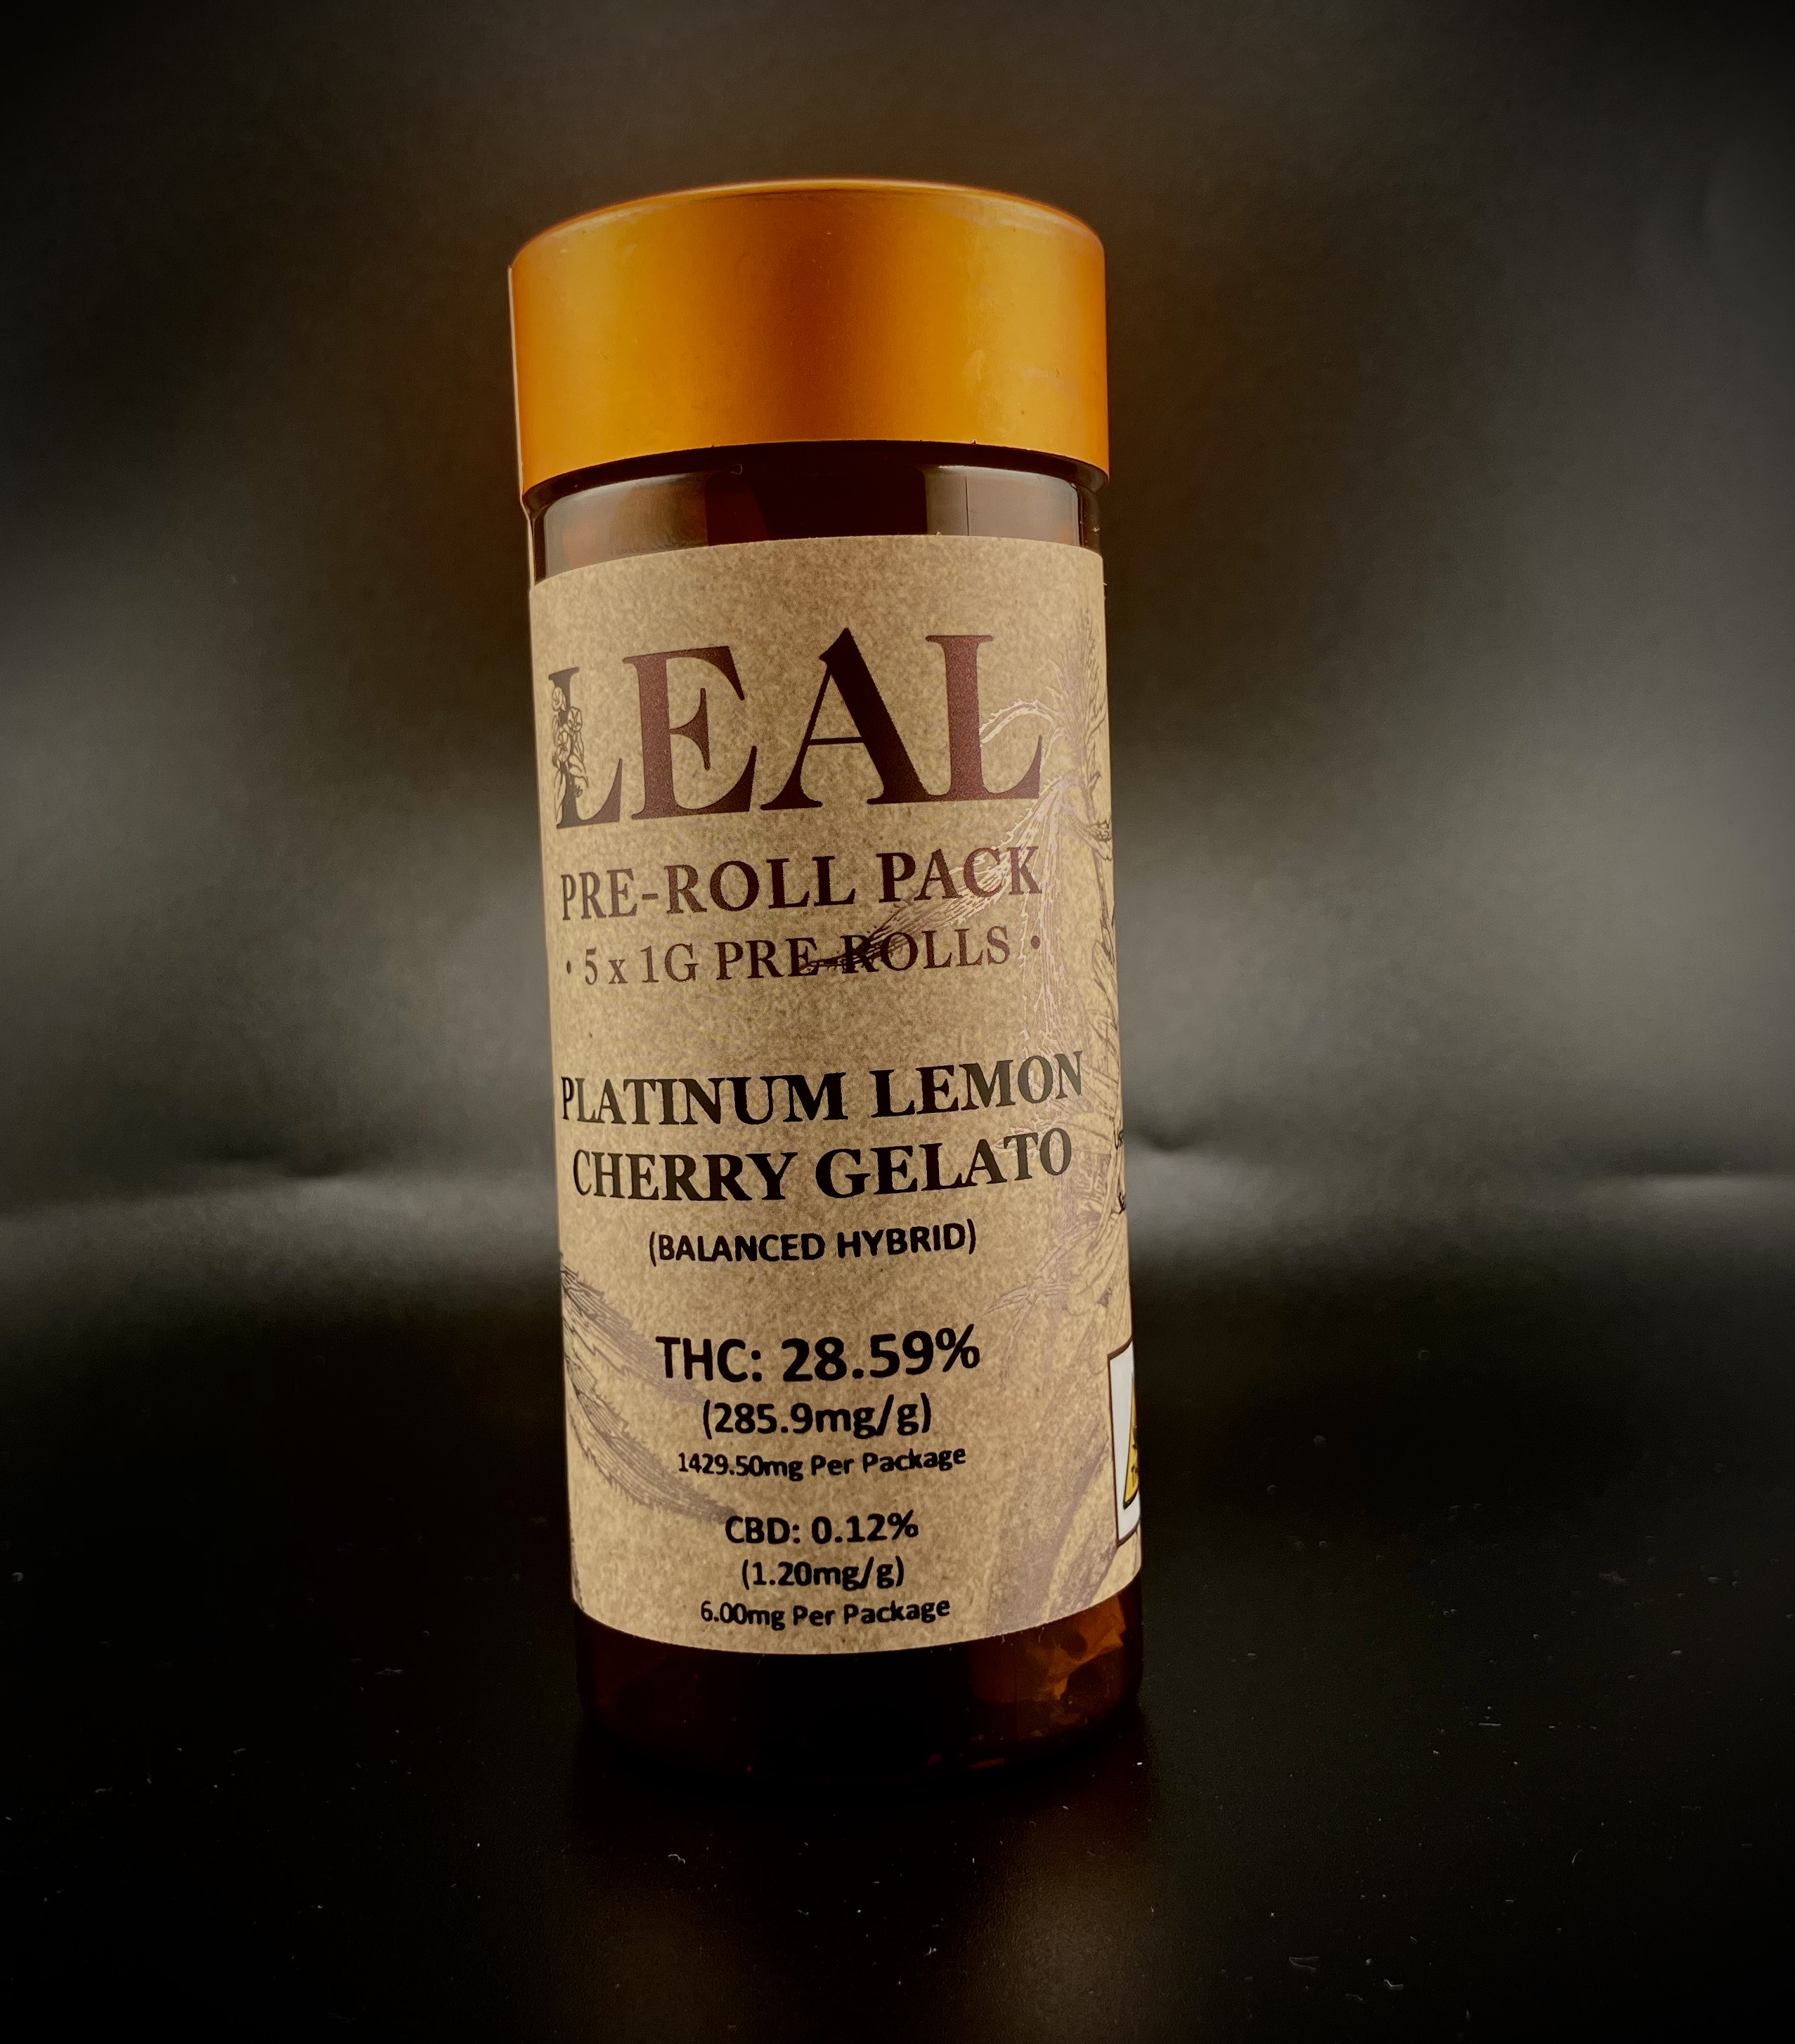 LEAL
PRE-ROLL PACK
• 5 x 1G PRE-ROLLS •
PLATINUM LEMON
CHERRY GELATO
(BALANCED HYBRID)
THC: 28.59%
(285.9mg/g)
1429.50mg Per Package
CBD: 0.12%
(1.20mg/g)
6.00mg Per Package